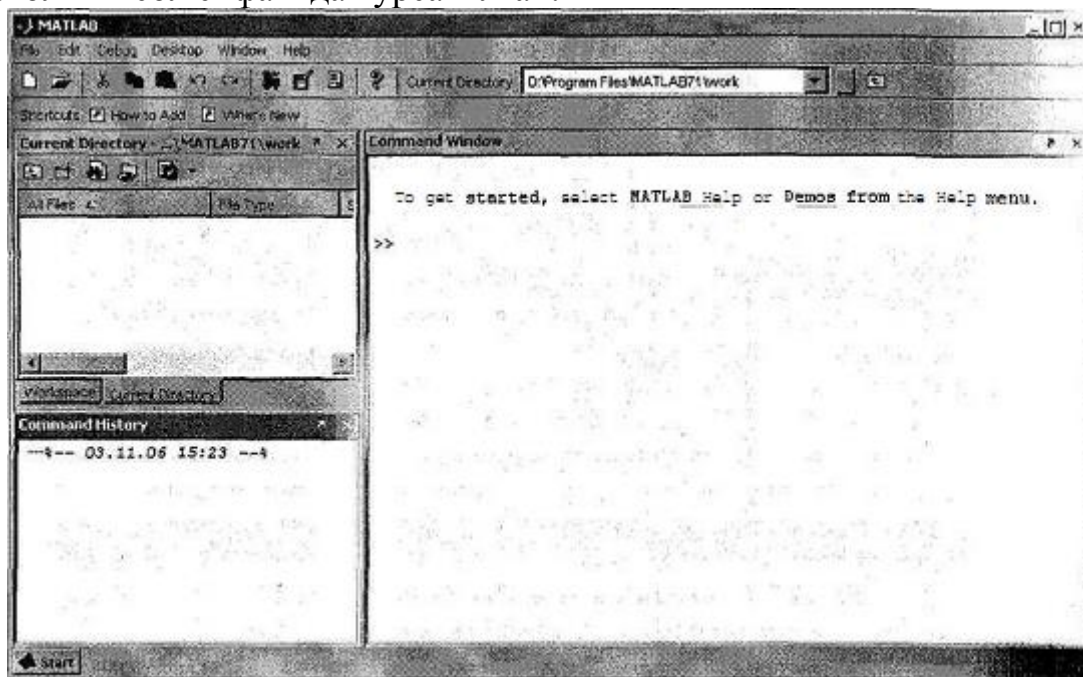 MATLAB
File Edit Debug Desktop Window Help
Current Directory D:\Program Files\MATLAB71\work
Shortcuts How to Add What's New
Current Directory - ...\MATLAB71\work
All Files File Type
Workspace Current Directory
Command History
--%-- 03.11.06 15:23 --%
Command Window
To get started, select MATLAB Help or Demos from the Help menu.
>>
Start